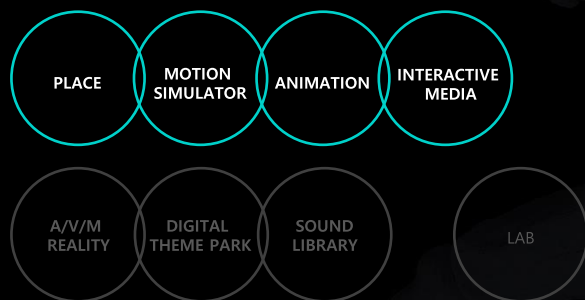 PLACE
MOTION
SIMULATOR
ANIMATION
INTERACTIVE
MEDIA
A/V/M
REALITY
DIGITAL
THEME PARK
SOUND
LIBRARY
LAB